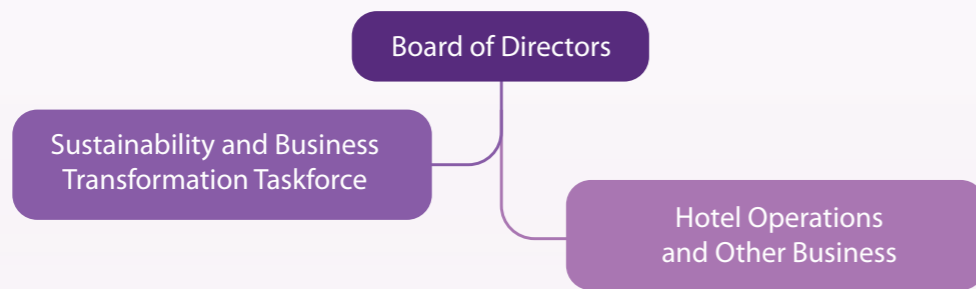 Board of Directors
Sustainability and Business
Transformation Taskforce
Hotel Operations
and Other Business